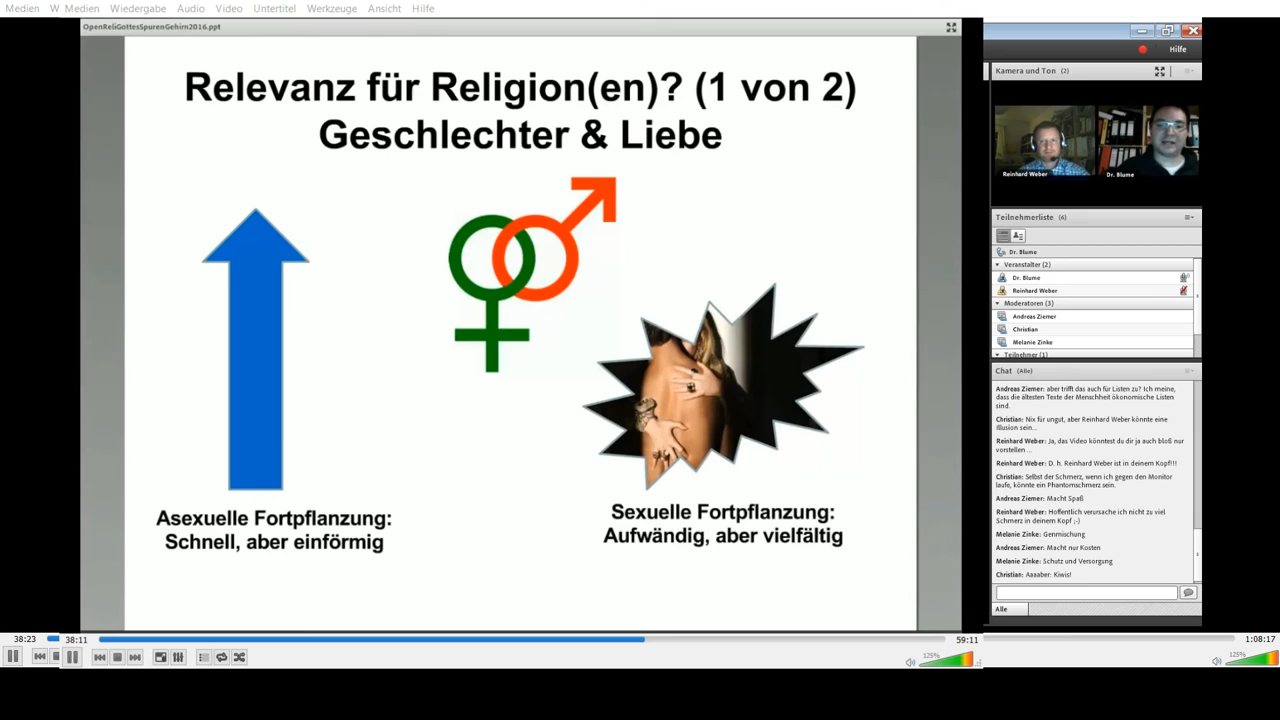 Medien W Medien Wiedergabe Audio Video Untertitel Werkzeuge Ansicht Hilfe
OpenReliGottesSpurenGehirn2016.ppt
Relevanz für Religion(en)? (1 von 2)
Geschlechter & Liebe
Asexuelle Fortpflanzung:
Schnell, aber einförmig
Sexuelle Fortpflanzung:
Aufwändig, aber vielfältig
Hilfe
Kamera und Ton (2)
Reinhard Weber
Dr. Blume
Teilnehmerliste (6)
Dr. Blume
Veranstalter (2)
Dr. Blume
Reinhard Weber
Moderatoren (3)
Andreas Ziemer
Christian
Melanie Zinke
Teilnehmer (1)
Chat (Alle)
Andreas Ziemer: aber trifft das auch für Listen zu? Ich meine,
dass die ältesten Texte der Menschheit ökonomische Listen
sind.
Christian: Nix für ungut, aber Reinhard Weber könnte eine
Illusion sein...
Reinhard Weber: Ja, das Video könntest du dir ja auch bloß nur
vorstellen ...
Reinhard Weber: D. h. Reinhard Weber ist in deinem Kopf!!!
Christian: Selbst der Schmerz, wenn ich gegen den Monitor
laufe, könnte ein Phantomschmerz sein.
Andreas Ziemer: Macht Spaß
Reinhard Weber: Hoffentlich verursache ich nicht zu viel
Schmerz in deinem Kopf ;-)
Melanie Zinke: Genmischung
Andreas Ziemer: Macht nur Kosten
Melanie Zinke: Schutz und Versorgung
Christian: Aaaaber: Kiwis!
Alle
38:23 38:11 59:11 1:08:17
125% 125%